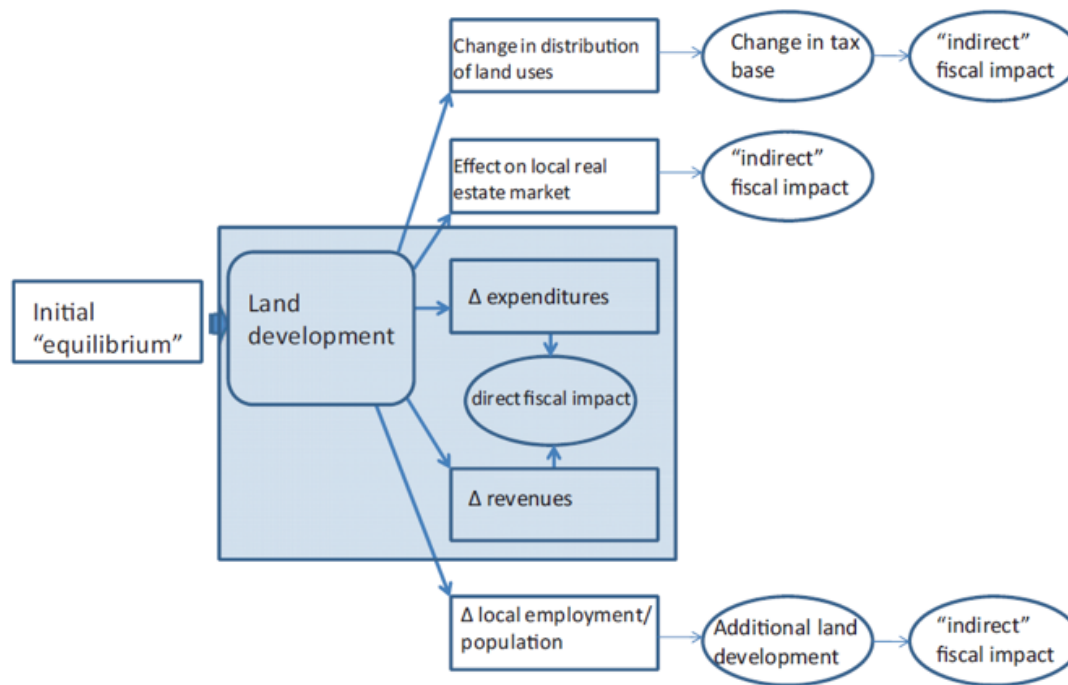 Change in distribution
of land uses
Change in tax
base
“indirect”
fiscal impact
Effect on local real
estate market
“indirect”
fiscal impact
Initial
“equilibrium”
Land
development
Δ expenditures
direct fiscal impact
Δ revenues
Δ local employment/
population
Additional land
development
“indirect”
fiscal impact